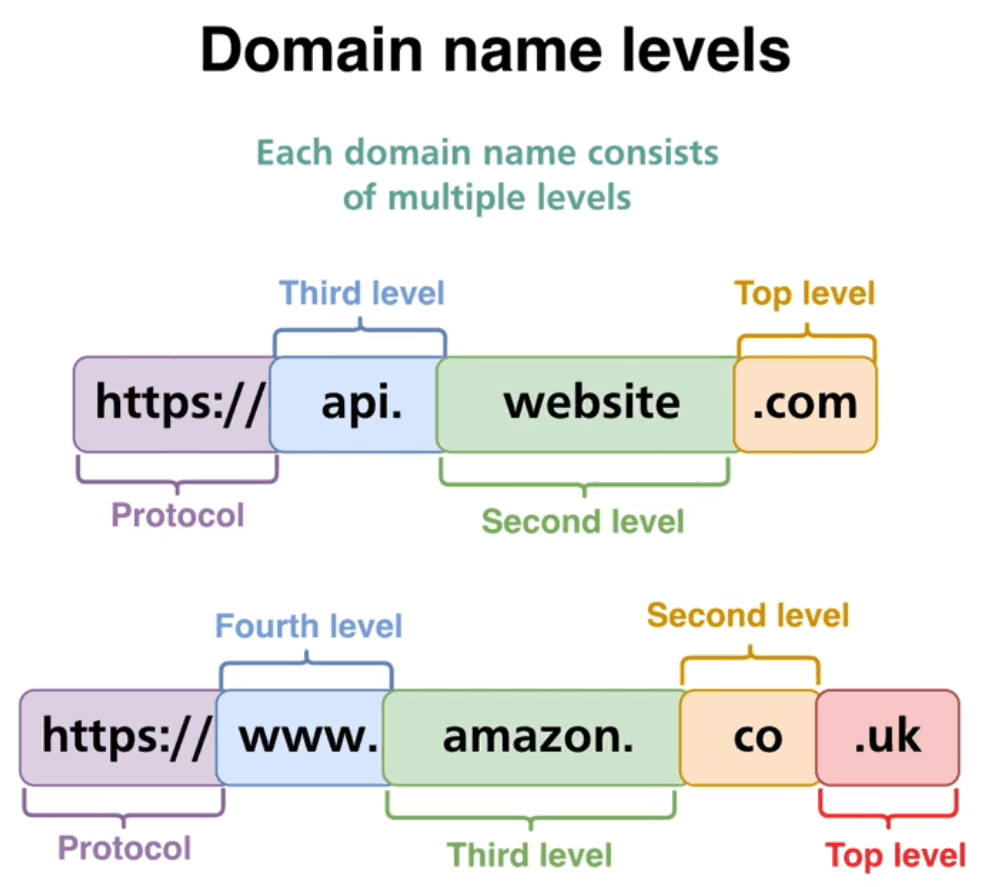 Domain name levels
Each domain name consists
of multiple levels
Third level
Top level
https:// api. website .com
Protocol
Second level
Fourth level
Second level
https:// www. amazon. co .uk
Protocol
Third level
Top level